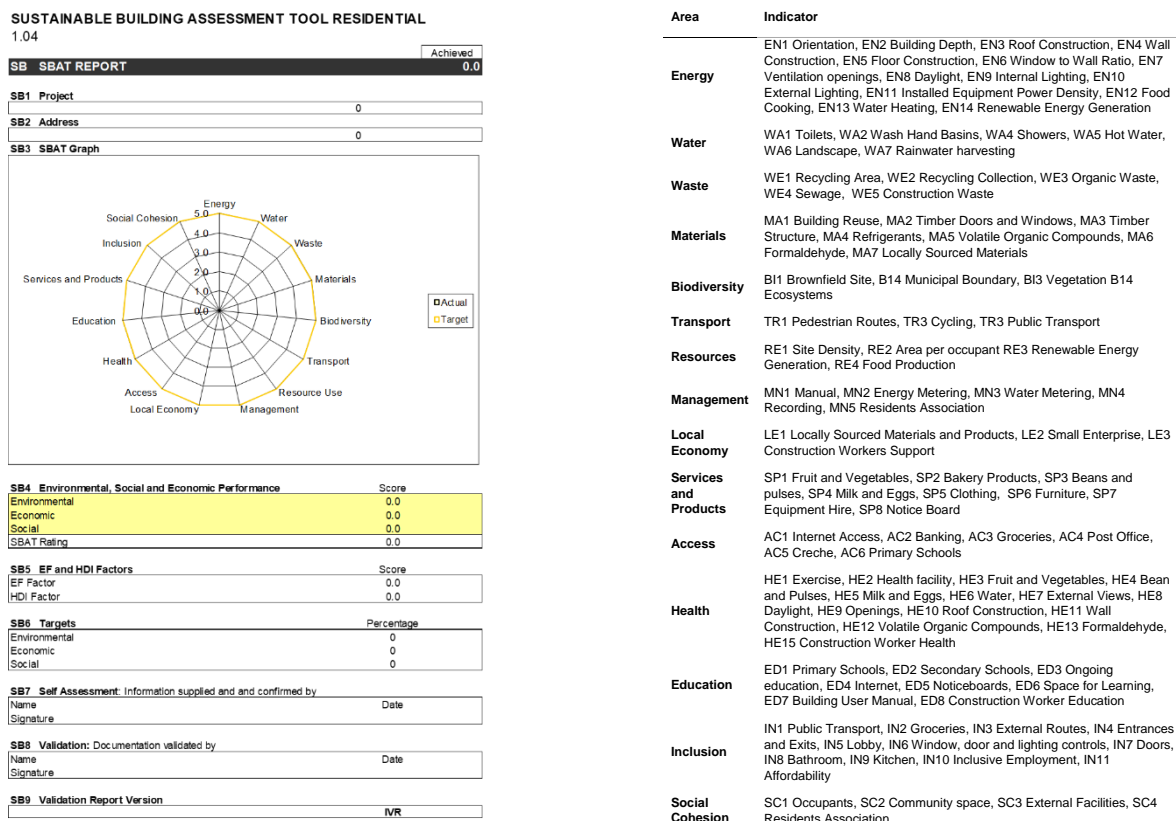 SUSTAINABLE BUILDING ASSESSMENT TOOL RESIDENTIAL
1.04
Achieved
SB SBAT REPORT 0.0
SB1 Project
0
SB2 Address
0
SB3 SBAT Graph
Energy
Water
Waste
Materials
Biodiversity
Transport
Resource Use
Management
Local Economy
Access
Health
Education
Services and Products
Inclusion
Social Cohesion
5.0
4.0
3.0
2.0
1.0
0.0
Actual
Target
SB4 Environmental, Social and Economic Performance Score
Environmental 0.0
Economic 0.0
Social 0.0
SBAT Rating 0.0
SB5 EF and HDI Factors Score
EF Factor 0.0
HDI Factor 0.0
SB6 Targets Percentage
Environmental 0
Economic 0
Social 0
SB7 Self Assessment: Information supplied and and confirmed by
Name Date
Signature
SB8 Validation: Documentation validated by
Name Date
Signature
SB9 Validation Report Version
IVR
Area Indicator
Energy
EN1 Orientation, EN2 Building Depth, EN3 Roof Construction, EN4 Wall
Construction, EN5 Floor Construction, EN6 Window to Wall Ratio, EN7
Ventilation openings, EN8 Daylight, EN9 Internal Lighting, EN10
External Lighting, EN11 Installed Equipment Power Density, EN12 Food
Cooking, EN13 Water Heating, EN14 Renewable Energy Generation
Water
WA1 Toilets, WA2 Wash Hand Basins, WA4 Showers, WA5 Hot Water,
WA6 Landscape, WA7 Rainwater harvesting
Waste
WE1 Recycling Area, WE2 Recycling Collection, WE3 Organic Waste,
WE4 Sewage, WE5 Construction Waste
Materials
MA1 Building Reuse, MA2 Timber Doors and Windows, MA3 Timber
Structure, MA4 Refrigerants, MA5 Volatile Organic Compounds, MA6
Formaldehyde, MA7 Locally Sourced Materials
Biodiversity
BI1 Brownfield Site, B14 Municipal Boundary, BI3 Vegetation B14
Ecosystems
Transport
TR1 Pedestrian Routes, TR3 Cycling, TR3 Public Transport
Resources
RE1 Site Density, RE2 Area per occupant RE3 Renewable Energy
Generation, RE4 Food Production
Management
MN1 Manual, MN2 Energy Metering, MN3 Water Metering, MN4
Recording, MN5 Residents Association
Local
Economy
LE1 Locally Sourced Materials and Products, LE2 Small Enterprise, LE3
Construction Workers Support
Services
and
Products
SP1 Fruit and Vegetables, SP2 Bakery Products, SP3 Beans and
pulses, SP4 Milk and Eggs, SP5 Clothing, SP6 Furniture, SP7
Equipment Hire, SP8 Notice Board
Access
AC1 Internet Access, AC2 Banking, AC3 Groceries, AC4 Post Office,
AC5 Creche, AC6 Primary Schools
Health
HE1 Exercise, HE2 Health facility, HE3 Fruit and Vegetables, HE4 Bean
and Pulses, HE5 Milk and Eggs, HE6 Water, HE7 External Views, HE8
Daylight, HE9 Openings, HE10 Roof Construction, HE11 Wall
Construction, HE12 Volatile Organic Compounds, HE13 Formaldehyde,
HE15 Construction Worker Health
Education
ED1 Primary Schools, ED2 Secondary Schools, ED3 Ongoing
education, ED4 Internet, ED5 Noticeboards, ED6 Space for Learning,
ED7 Building User Manual, ED8 Construction Worker Education
Inclusion
IN1 Public Transport, IN2 Groceries, IN3 External Routes, IN4 Entrances
and Exits, IN5 Lobby, IN6 Window, door and lighting controls, IN7 Doors,
IN8 Bathroom, IN9 Kitchen, IN10 Inclusive Employment, IN11
Affordability
Social
Cohesion
SC1 Occupants, SC2 Community space, SC3 External Facilities, SC4
Residents Association